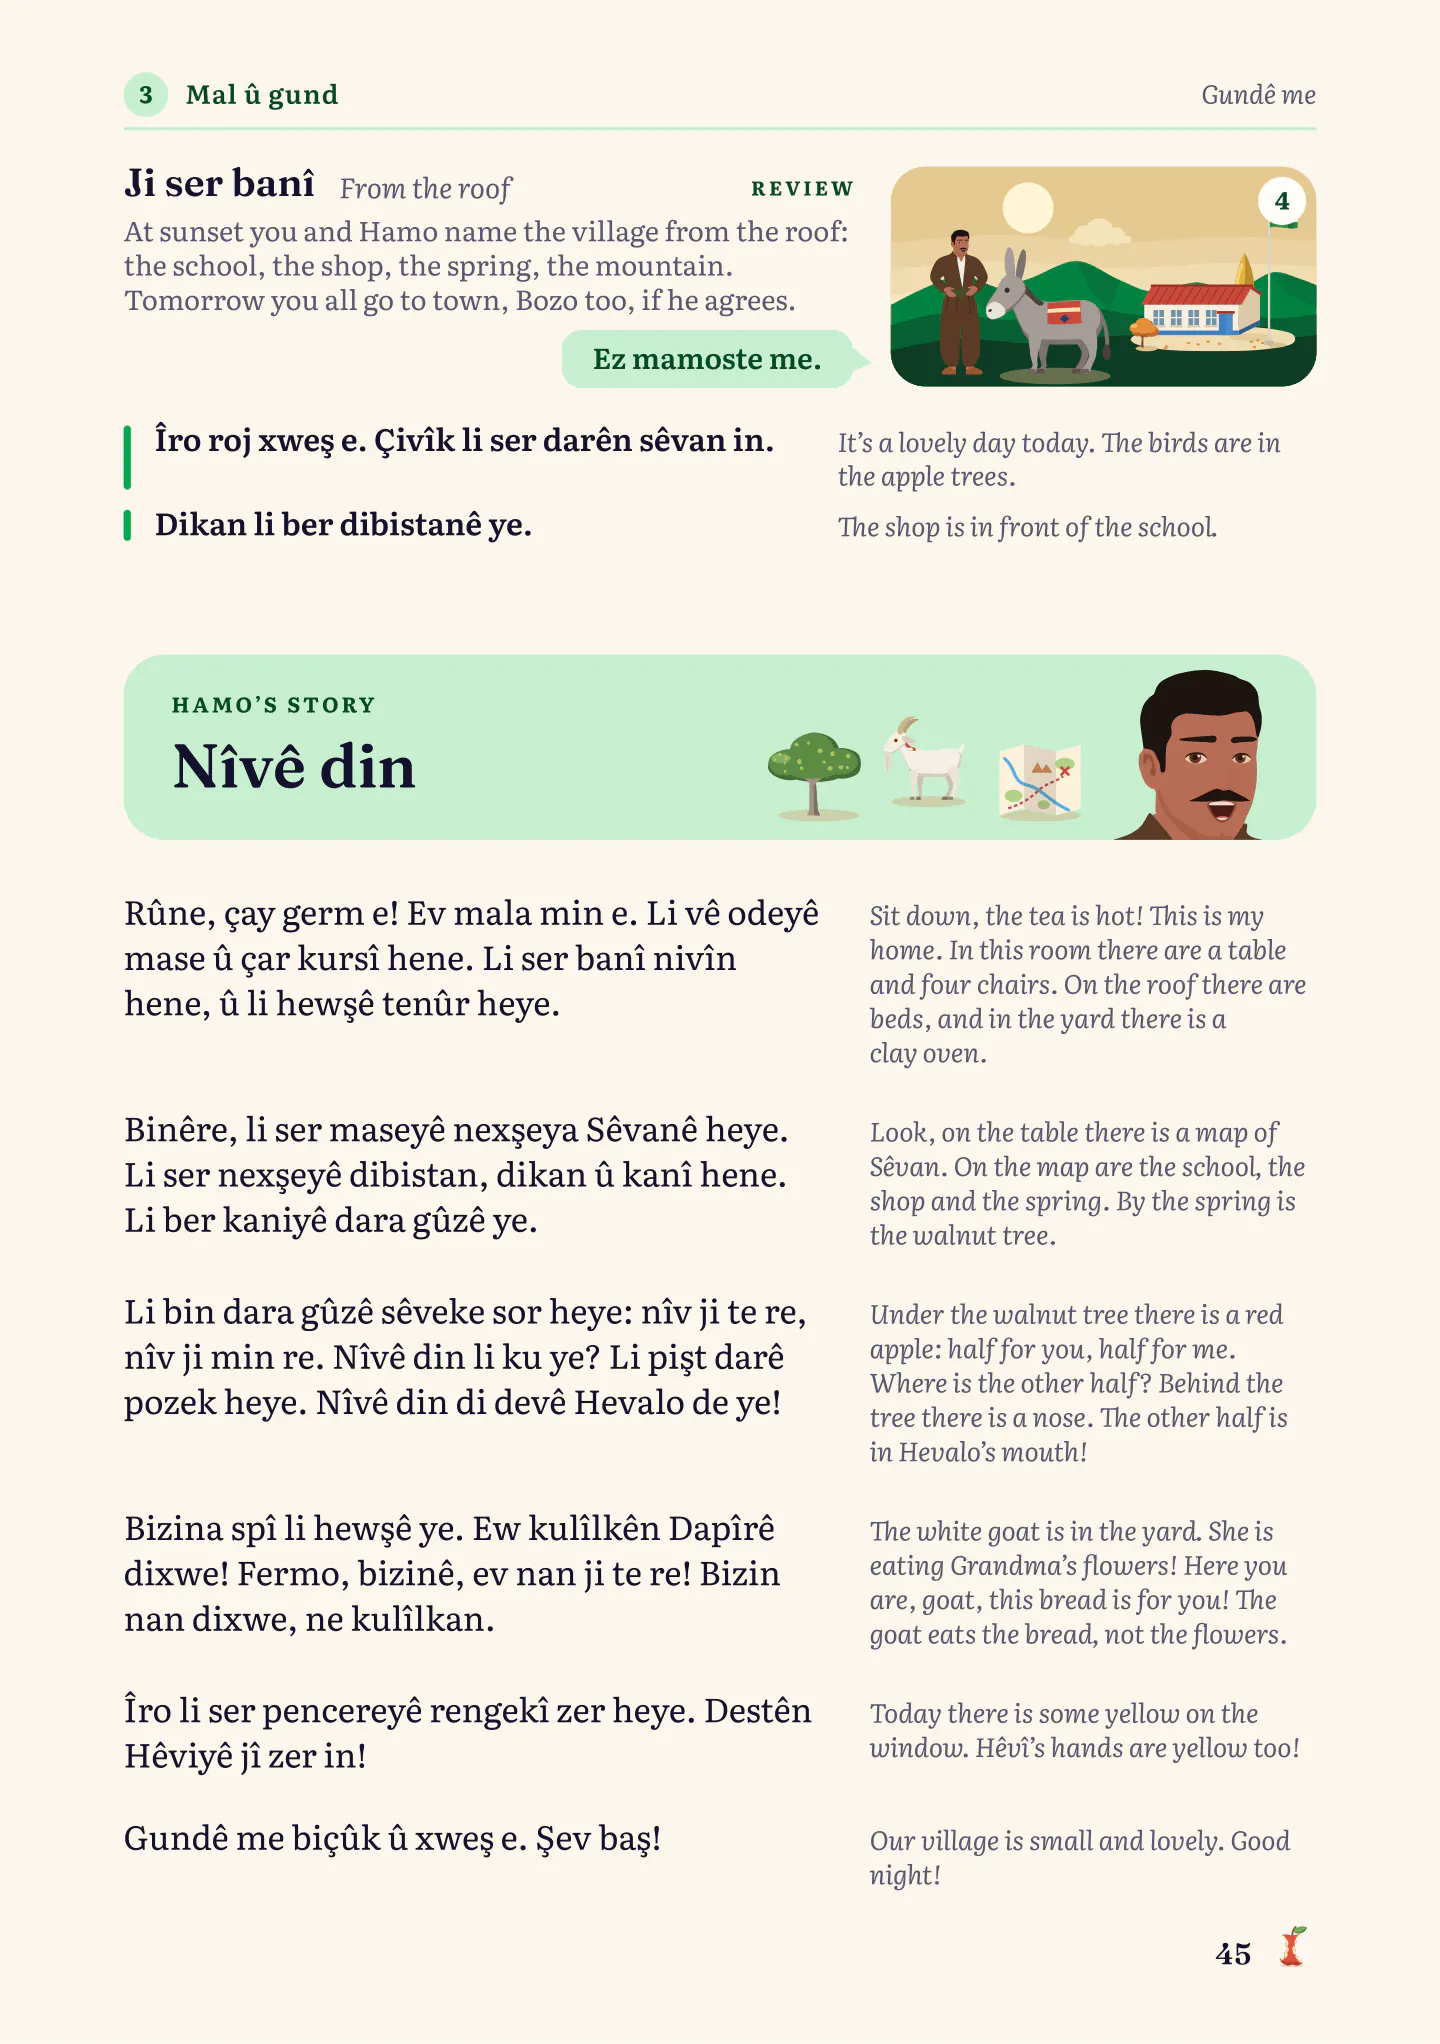 3 Mal û gund
Gundê me
Ji ser banî From the roof REVIEW
At sunset you and Hamo name the village from the roof:
the school, the shop, the spring, the mountain.
Tomorrow you all go to town, Bozo too, if he agrees.
Ez mamoste me.
4
Îro roj xweş e. Çivîk li ser darên sêvan in.
It’s a lovely day today. The birds are in
the apple trees.
Dikan li ber dibistanê ye.
The shop is in front of the school.
HAMO’S STORY
Nîvê din
Rûne, çay germ e! Ev mala min e. Li vê odeyê
mase û çar kursî hene. Li ser banî nivîn
hene, û li hewşê tenûr heye.
Sit down, the tea is hot! This is my
home. In this room there are a table
and four chairs. On the roof there are
beds, and in the yard there is a
clay oven.
Binêre, li ser maseyê nexşeya Sêvanê heye.
Li ser nexşeyê dibistan, dikan û kanî hene.
Li ber kaniyê dara gûzê ye.
Look, on the table there is a map of
Sêvan. On the map are the school, the
shop and the spring. By the spring is
the walnut tree.
Li bin dara gûzê sêveke sor heye: nîv ji te re,
nîv ji min re. Nîvê din li ku ye? Li pişt darê
pozek heye. Nîvê din di devê Hevalo de ye!
Under the walnut tree there is a red
apple: half for you, half for me.
Where is the other half? Behind the
tree there is a nose. The other half is
in Hevalo’s mouth!
Bizina spî li hewşê ye. Ew kulîlkên Dapîrê
dixwe! Fermo, bizinê, ev nan ji te re! Bizin
nan dixwe, ne kulîlkan.
The white goat is in the yard. She is
eating Grandma’s flowers! Here you
are, goat, this bread is for you! The
goat eats the bread, not the flowers.
Îro li ser pencereyê rengekî zer heye. Destên
Hêviyê jî zer in!
Today there is some yellow on the
window. Hêvî’s hands are yellow too!
Gundê me biçûk û xweş e. Şev baş!
Our village is small and lovely. Good
night!
45